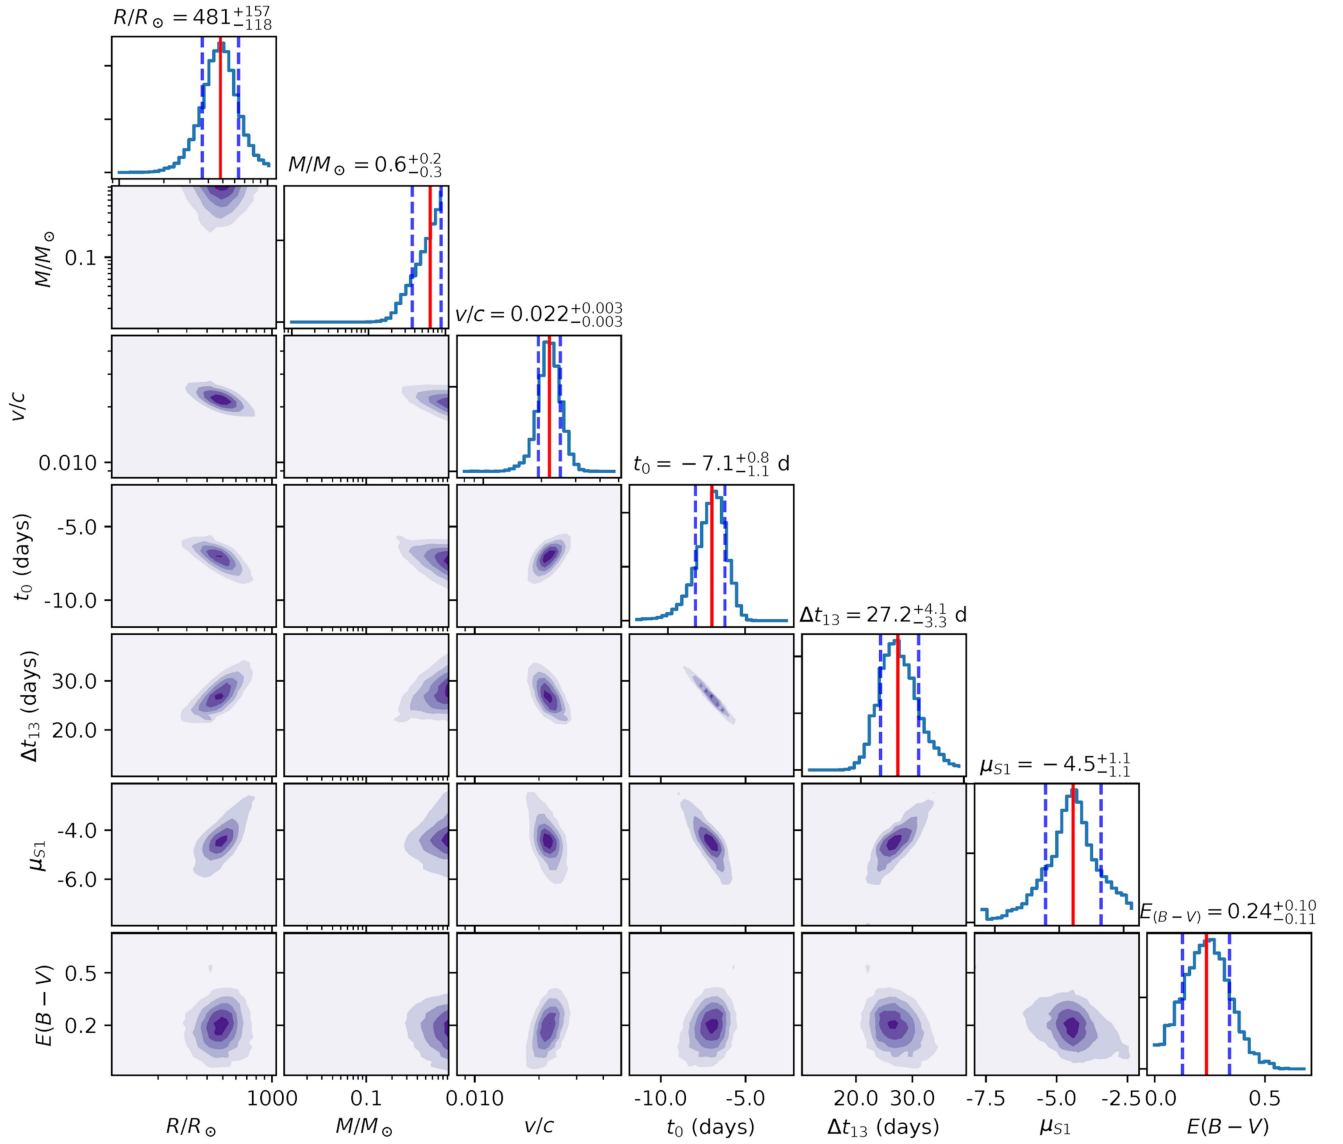 R/R⊙ = 481+157−118
M/M⊙ = 0.6+0.2−0.3
M/M⊙
0.1
v/c = 0.022+0.003−0.003
v/c
0.010
t0 = −7.1+0.8−1.1 d
t0 (days)
-5.0
-10.0
Δt13 = 27.2+4.1−3.3 d
Δt13 (days)
30.0
20.0
μS1 = −4.5+1.1−1.1
μS1
-4.0
-6.0
E(B−V) = 0.24+0.10−0.11
E(B − V)
0.5
0.2
1000 0.1 0.010 -10.0 -5.0 20.0 30.0 -7.5 -5.0 -2.5 0.0 0.5
R/R⊙ M/M⊙ v/c t0 (days) Δt13 (days) μS1 E(B − V)